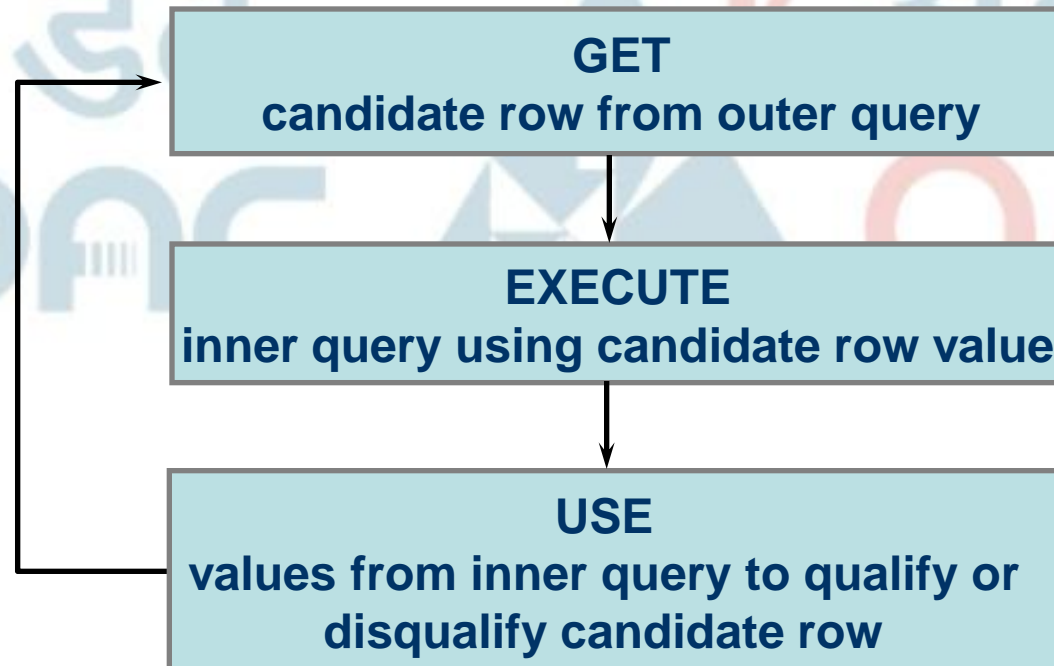 GET
candidate row from outer query
EXECUTE
inner query using candidate row value
USE
values from inner query to qualify or
disqualify candidate row